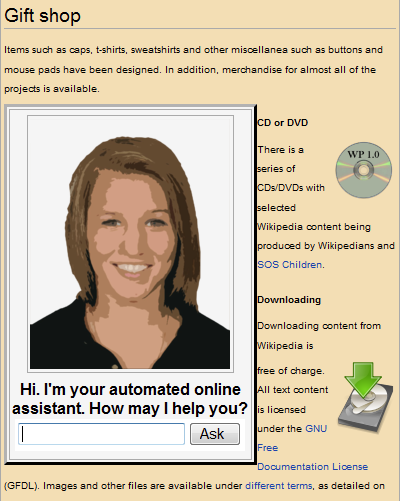 Gift shop
Items such as caps, t-shirts, sweatshirts and other miscellanea such as buttons and
mouse pads have been designed. In addition, merchandise for almost all of the
projects is available.
Hi. I'm your automated online
assistant. How may I help you?
Ask
CD or DVD
There is a
series of
CDs/DVDs with
selected
Wikipedia content being
produced by Wikipedians and
SOS Children.
WP 1.0
Downloading
Downloading content from
Wikipedia is
free of charge.
All text content
is licensed
under the GNU
Free
Documentation License
(GFDL). Images and other files are available under different terms, as detailed on